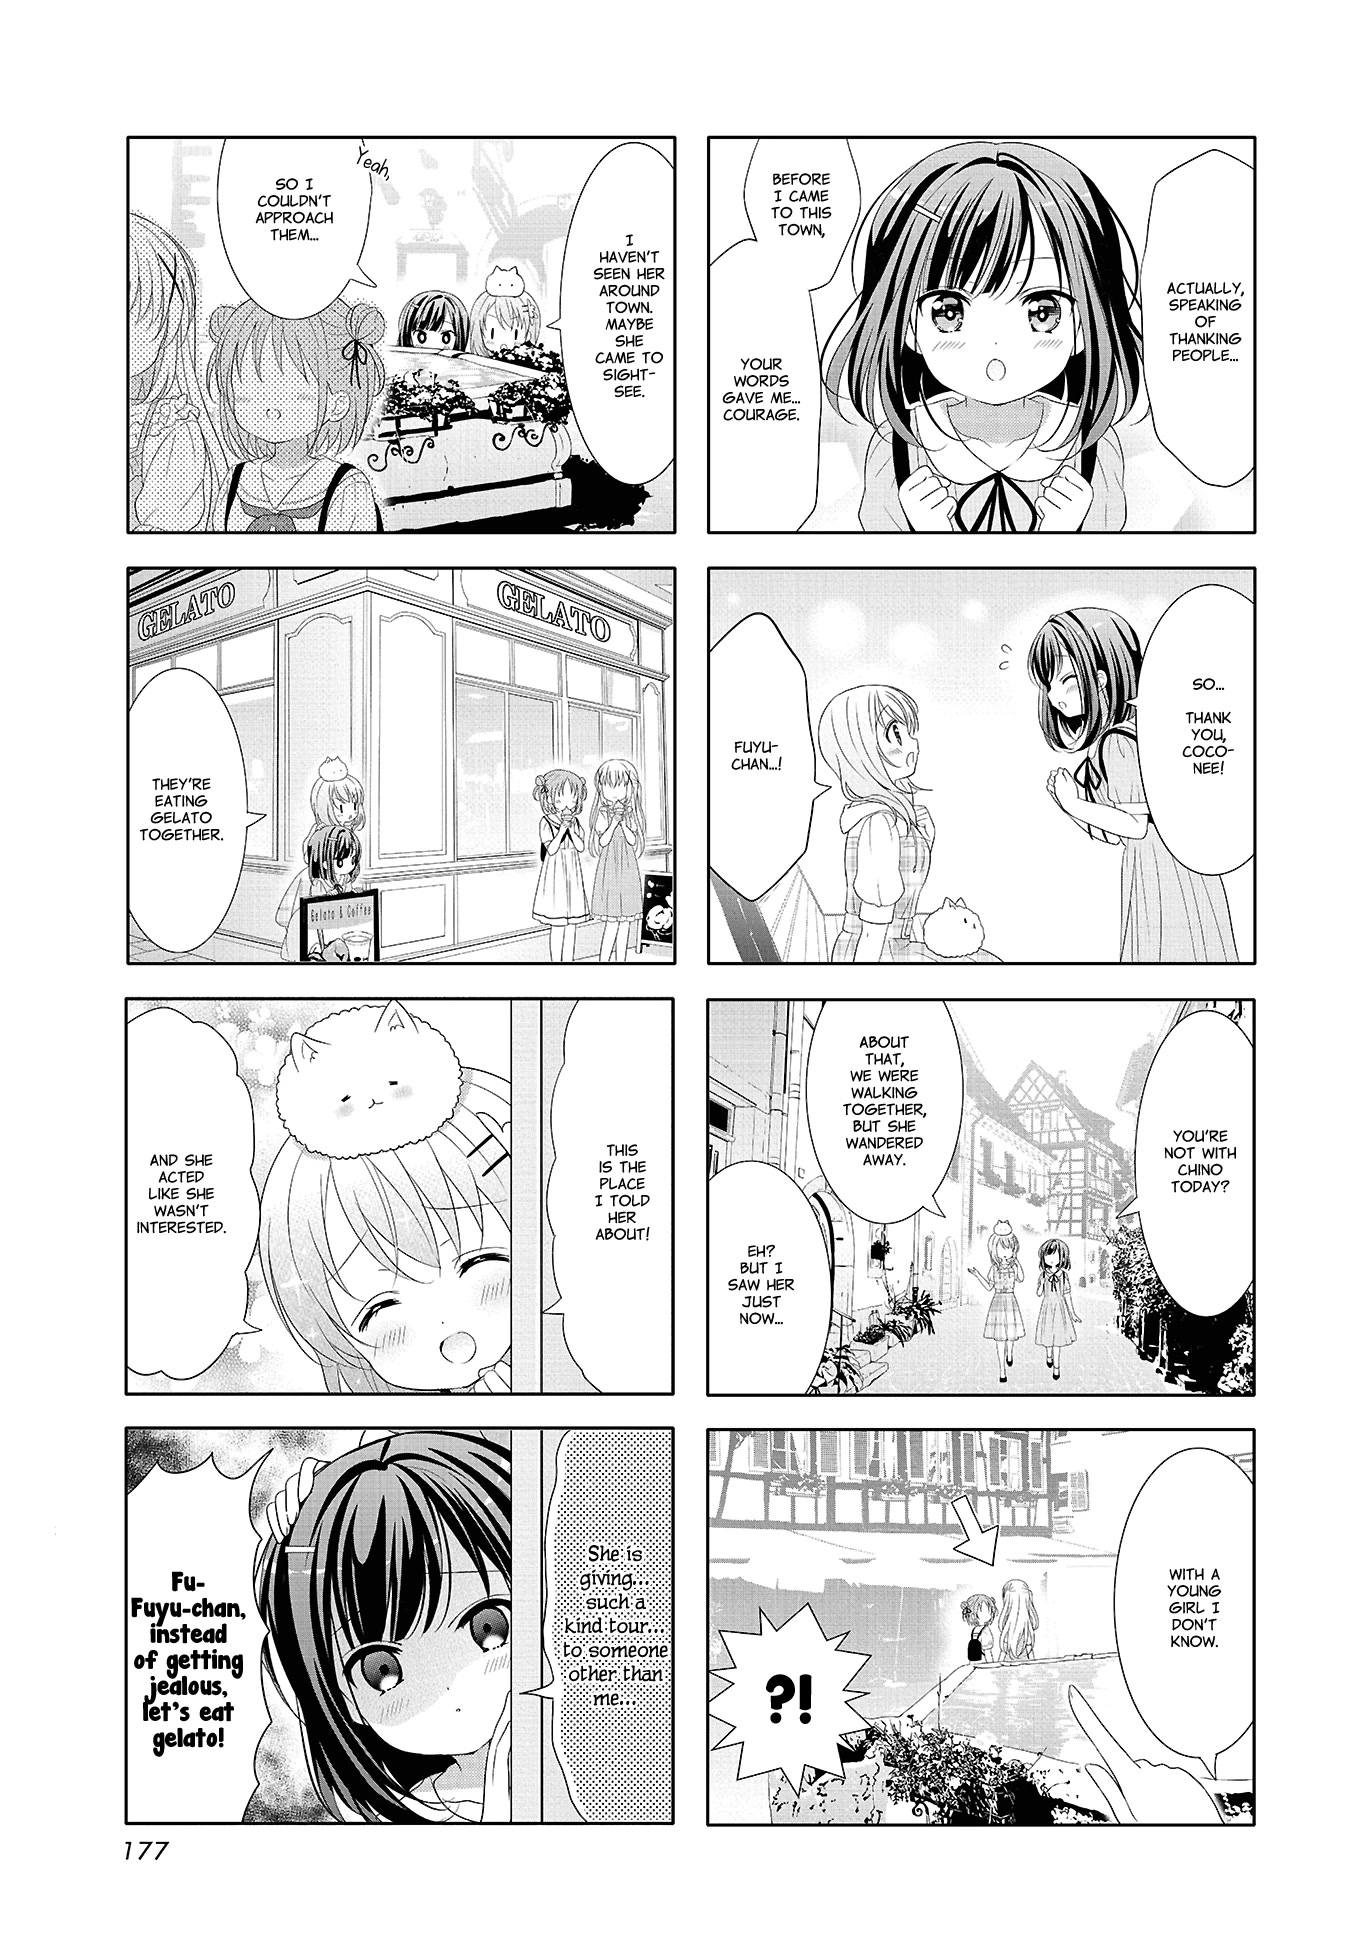 ACTUALLY,
SPEAKING
OF
THANKING
PEOPLE...
BEFORE
I CAME
TO THIS
TOWN,
YOUR
WORDS
GAVE ME...
COURAGE.
SO...
THANK
YOU,
COCO-
NEE!
FUYU-
CHAN...!
YOU'RE
NOT WITH
CHINO
TODAY?
ABOUT
THAT,
WE WERE
WALKING
TOGETHER,
BUT SHE
WANDERED
AWAY.
EH?
BUT I
SAW HER
JUST
NOW...
WITH A
YOUNG
GIRL I
DON'T
KNOW.
?!
I
HAVEN'T
SEEN HER
AROUND
TOWN.
MAYBE
SHE
CAME TO
SIGHT-
SEE.
Yeah,
SO I
COULDN'T
APPROACH
THEM...
GELATO
GELATO
THEY'RE
EATING
GELATO
TOGETHER.
Gelato & Coffee
THIS
IS THE
PLACE
I TOLD
HER
ABOUT!
AND SHE
ACTED
LIKE SHE
WASN'T
INTERESTED.
She is
giving...
such a
kind tour...
to someone
other than
me...
Fu-
Fuyu-chan,
instead
of getting
jealous,
let's eat
gelato!
177